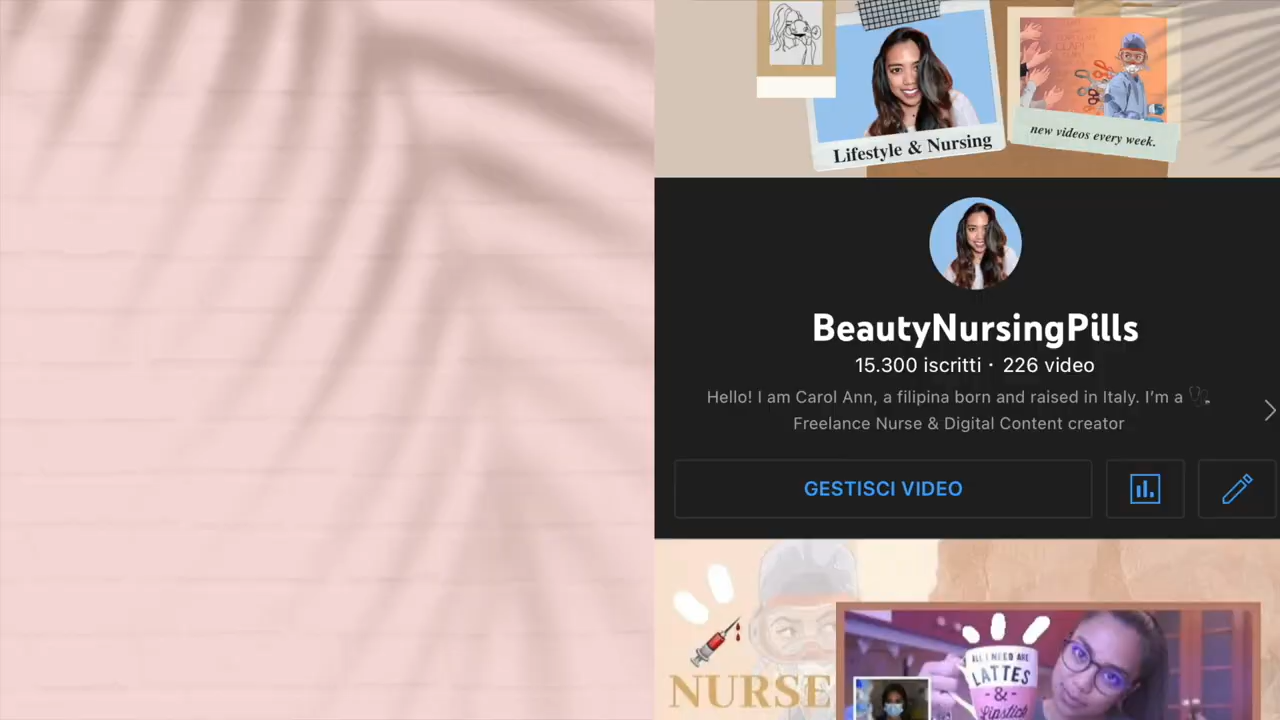 Lifestyle & Nursing
new videos every week.
BeautyNursingPills
15.300 iscritti · 226 video
Hello! I am Carol Ann, a filipina born and raised in Italy. I'm a 🩺
Freelance Nurse & Digital Content creator
GESTISCI VIDEO
NURSE
ALL I NEED ARE
LATTES
-&-
Lipstick